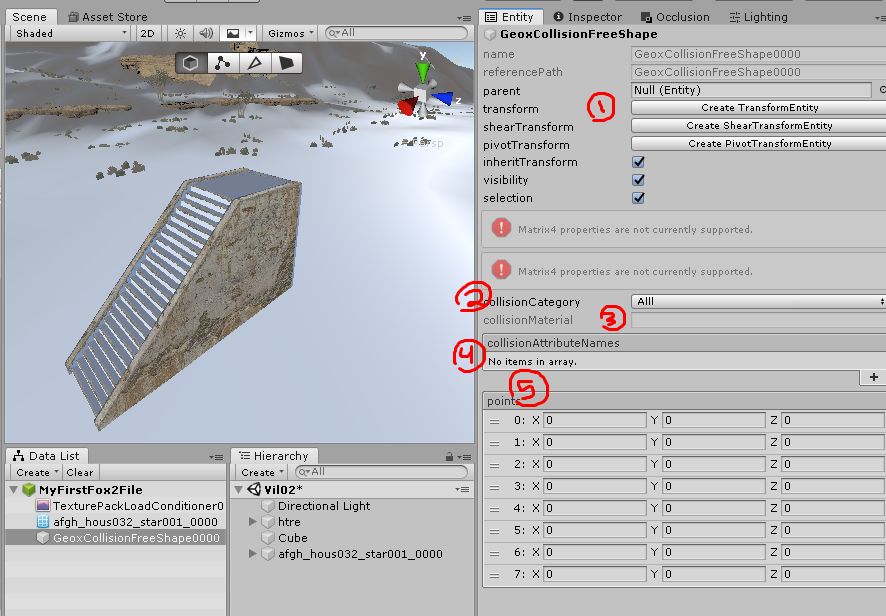 Scene
Asset Store
Shaded
2D
Gizmos
All
y
z
Persp
Data List
Create
Clear
MyFirstFox2File
TexturePackLoadConditioner0
afgh_hous032_star001_0000
GeoxCollisionFreeShape0000
Hierarchy
Create
All
Vil02*
Directional Light
htre
Cube
afgh_hous032_star001_0000
Entity
Inspector
Occlusion
Lighting
GeoxCollisionFreeShape
name GeoxCollisionFreeShape0000
referencePath GeoxCollisionFreeShape0000
parent Null (Entity)
transform 1 Create TransformEntity
shearTransform Create ShearTransformEntity
pivotTransform Create PivotTransformEntity
inheritTransform
visibility
selection
Matrix4 properties are not currently supported.
Matrix4 properties are not currently supported.
2 collisionCategory Alll
collisionMaterial 3
collisionAttributeNames
4 No items in array.
+
5
points
0: X 0 Y 0 Z 0
1: X 0 Y 0 Z 0
2: X 0 Y 0 Z 0
3: X 0 Y 0 Z 0
4: X 0 Y 0 Z 0
5: X 0 Y 0 Z 0
6: X 0 Y 0 Z 0
7: X 0 Y 0 Z 0